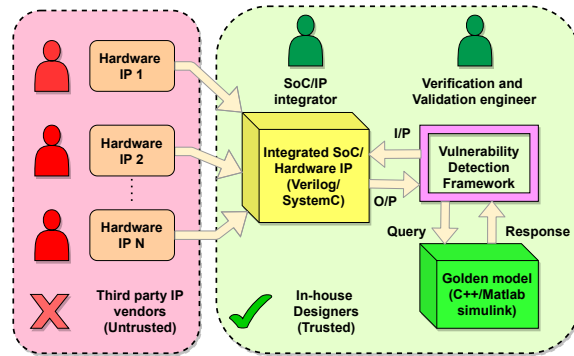 Hardware
IP 1
Hardware
IP 2
Hardware
IP N
Third party IP
vendors
(Untrusted)
SoC/IP
integrator
Verification and
Validation engineer
Integrated SoC/
Hardware IP
(Verilog/
SystemC)
I/P
O/P
Vulnerability
Detection
Framework
Query
Response
Golden model
(C++/Matlab
simulink)
In-house
Designers
(Trusted)